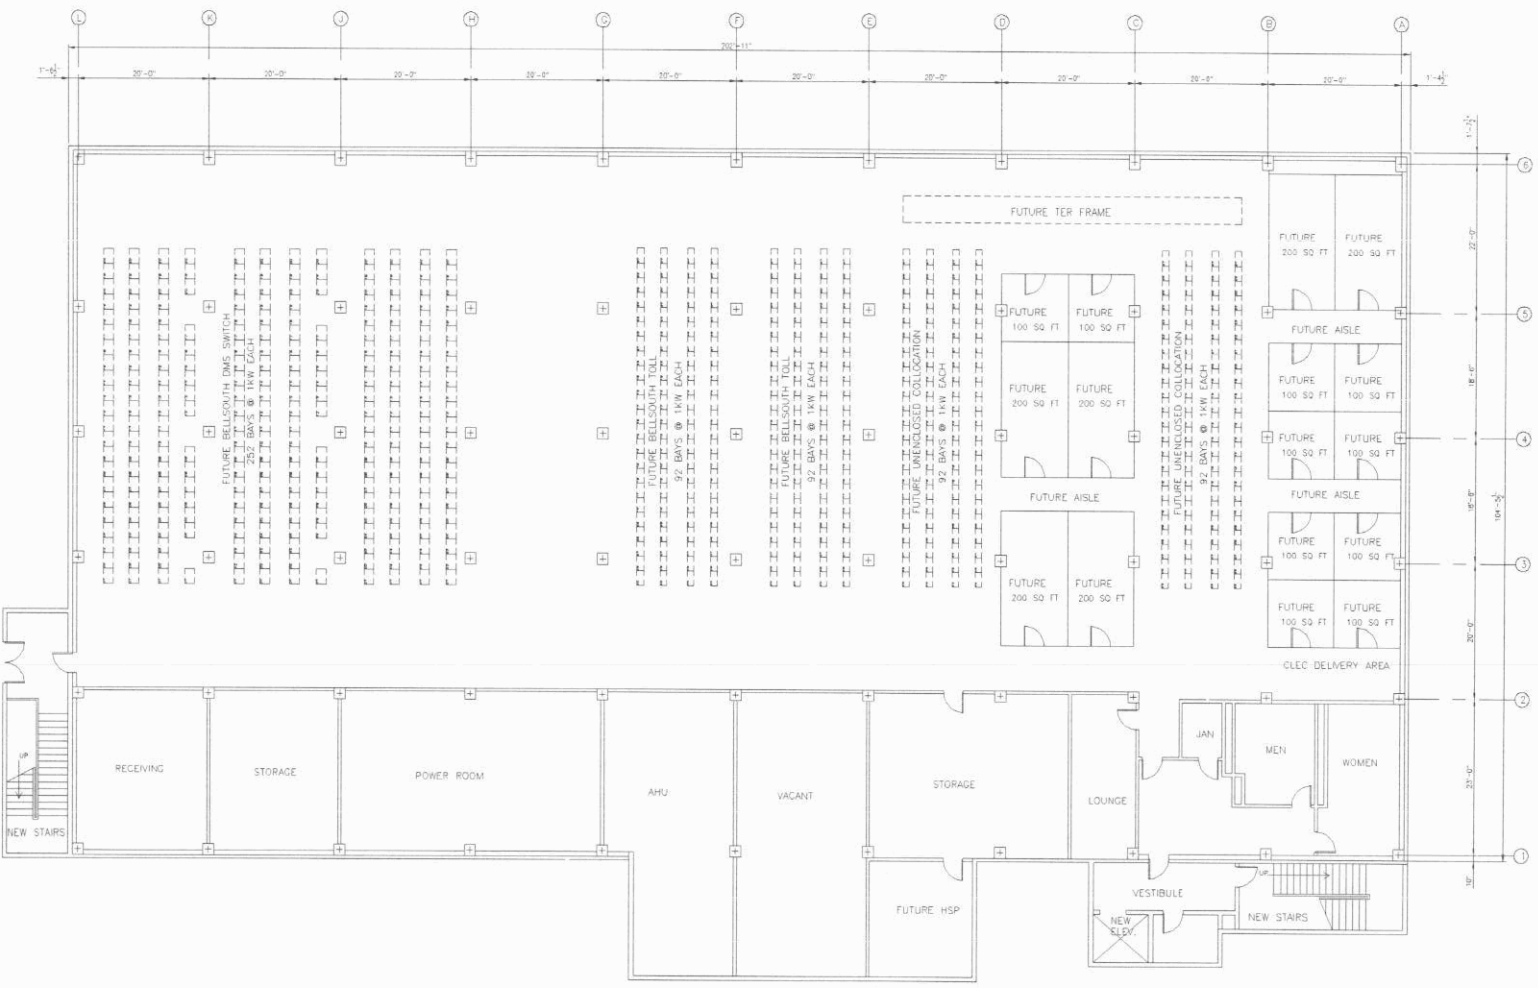 L K J H G F E D C B A
202'-11"
1'-6½" 20'-0" 20'-0" 20'-0" 20'-0" 20'-0" 20'-0" 20'-0" 20'-0" 20'-0" 20'-0" 1'-4½"
6
FUTURE TER FRAME
FUTURE
200 SQ FT
FUTURE
200 SQ FT
22'-0"
5
FUTURE AISLE
FUTURE BELLSOUTH DMS SWITCH
252 BAYS @ 1KW EACH
FUTURE BELLSOUTH TOLL
92 BAYS @ 1KW EACH
FUTURE BELLSOUTH TOLL
92 BAYS @ 1KW EACH
FUTURE UNENCLOSED COLLOCATION
92 BAYS @ 1KW EACH
FUTURE
100 SQ FT
FUTURE
100 SQ FT
FUTURE
200 SQ FT
FUTURE
200 SQ FT
FUTURE AISLE
FUTURE
200 SQ FT
FUTURE
200 SQ FT
FUTURE UNENCLOSED COLLOCATION
92 BAYS @ 1KW EACH
FUTURE
100 SQ FT
FUTURE
100 SQ FT
4
FUTURE
100 SQ FT
FUTURE
100 SQ FT
FUTURE AISLE
FUTURE
100 SQ FT
FUTURE
100 SQ FT
3
FUTURE
100 SQ FT
FUTURE
100 SQ FT
20'-0"
CLEC DELIVERY AREA
2
UP
NEW STAIRS
RECEIVING
STORAGE
POWER ROOM
AHU
VACANT
STORAGE
LOUNGE
JAN
MEN
WOMEN
23'-0"
1
10"
FUTURE HSP
VESTIBULE
NEW
ELEV.
UP
NEW STAIRS